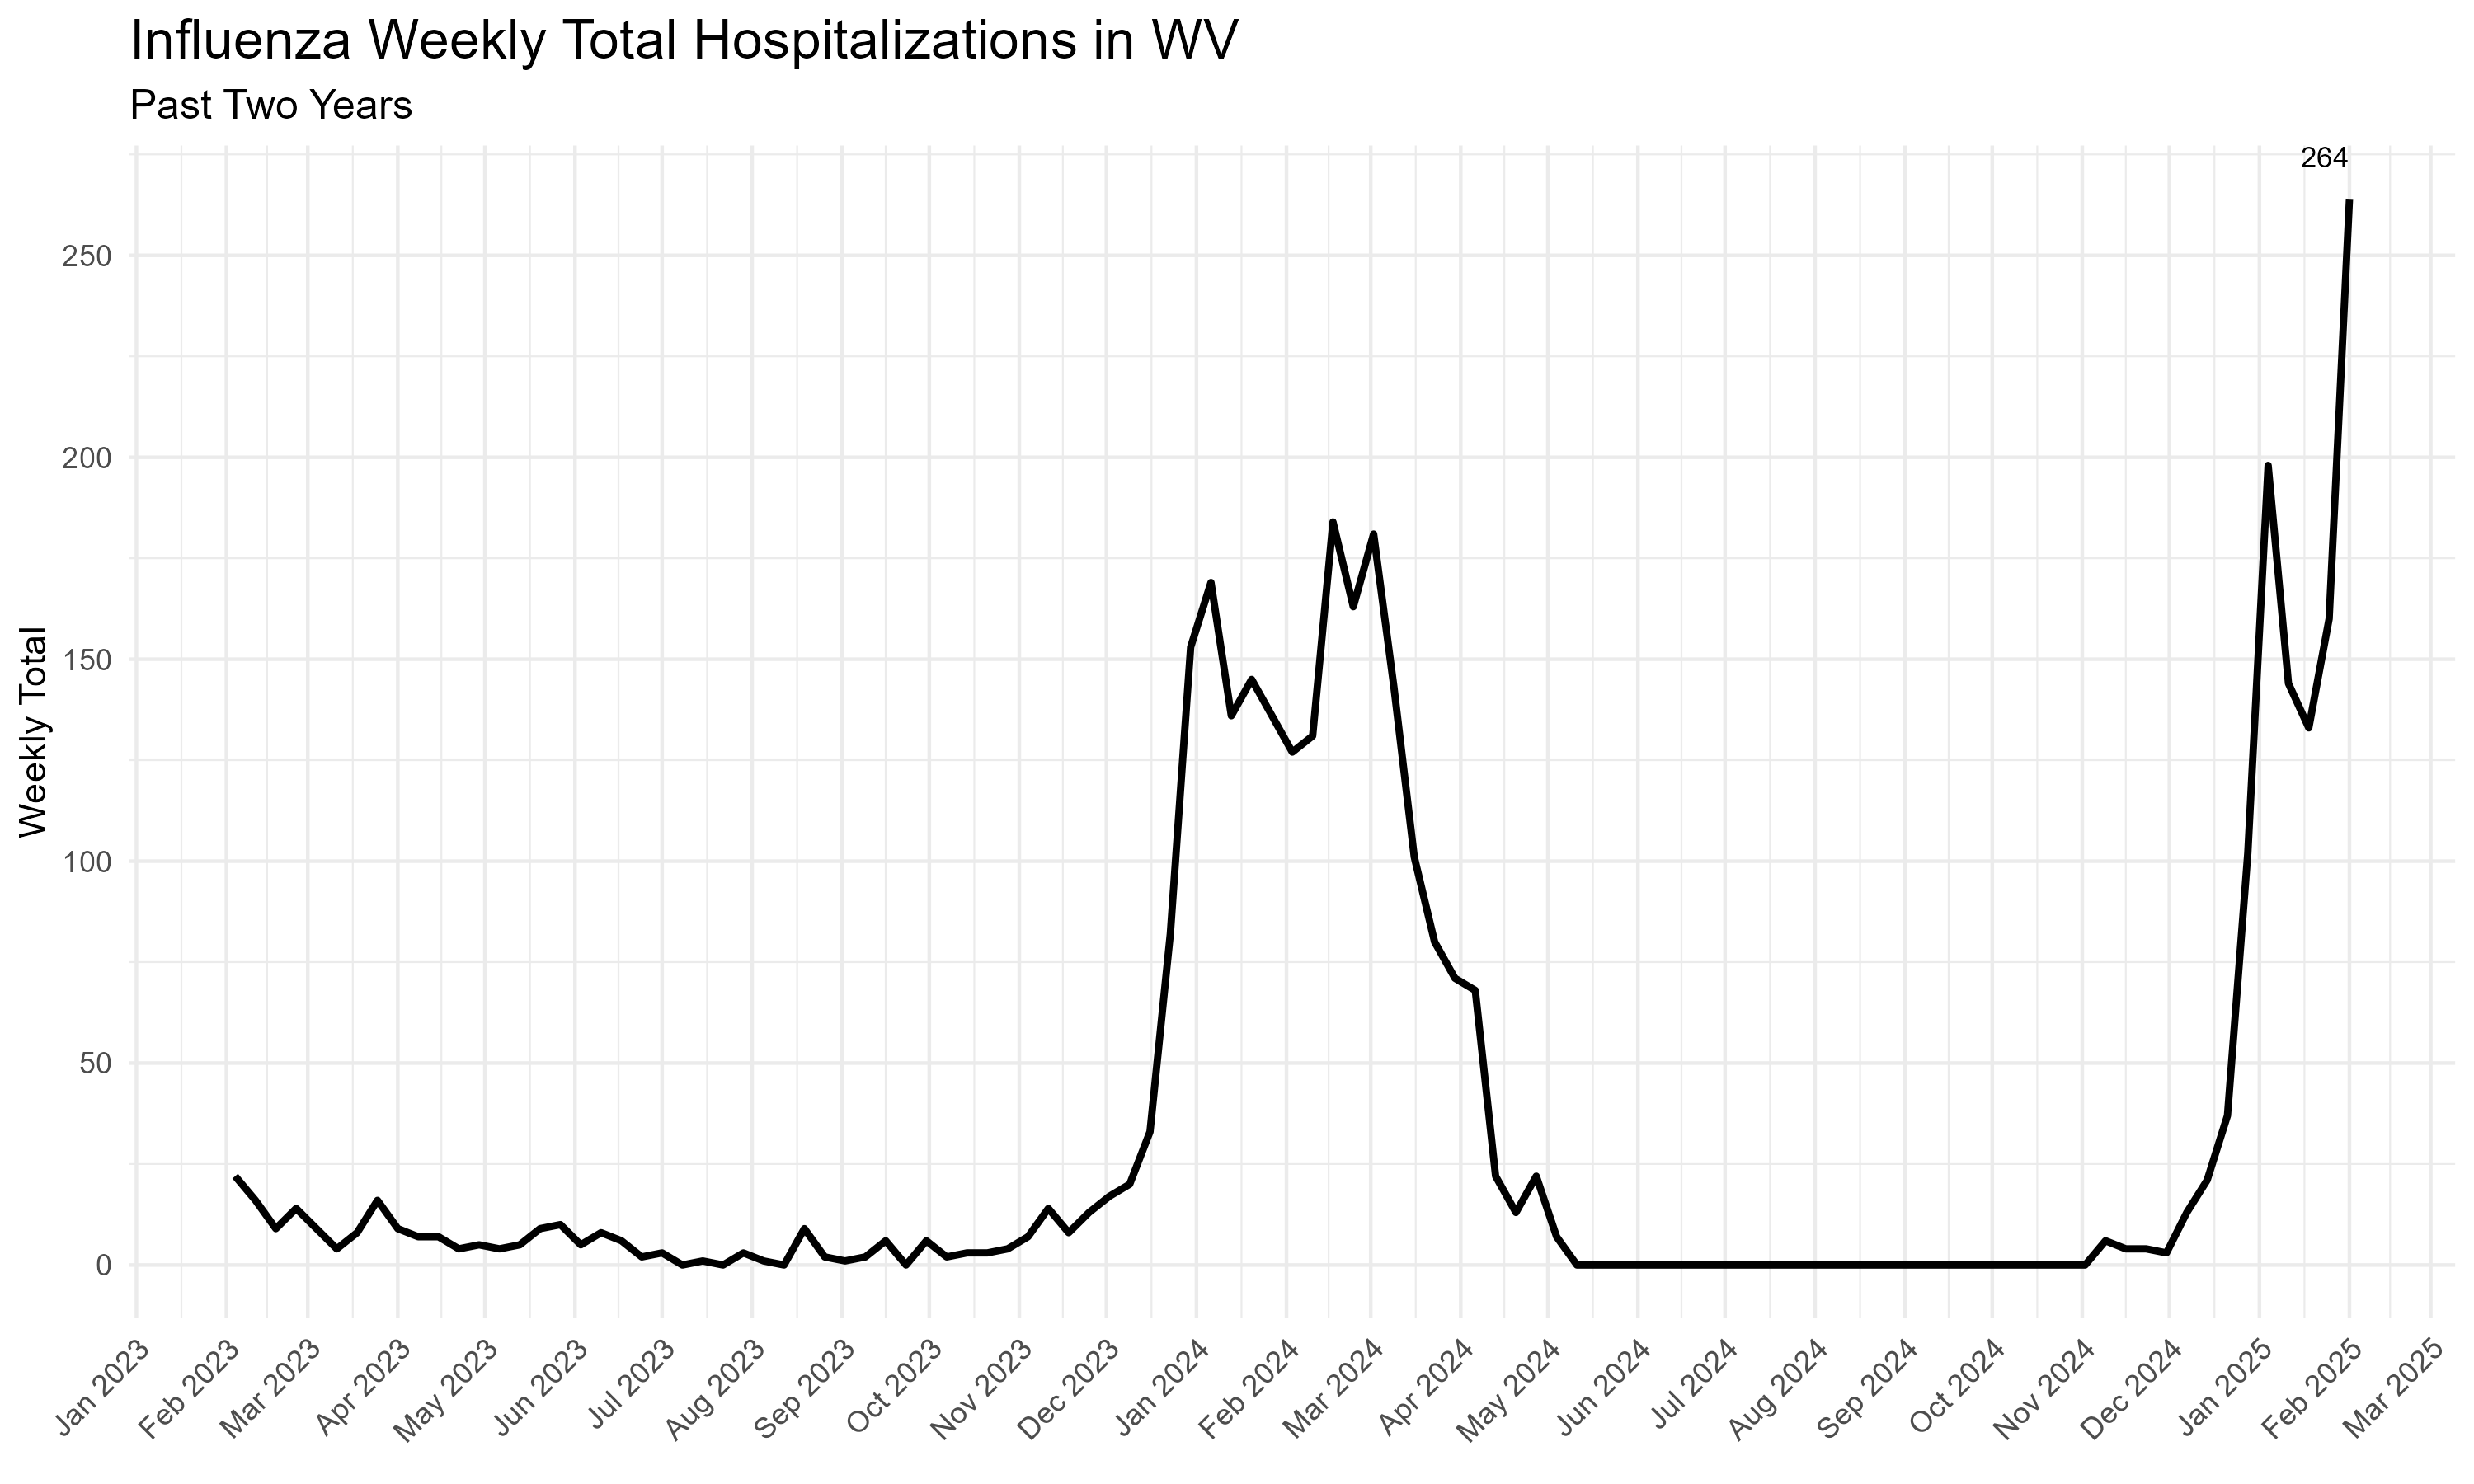 Influenza Weekly Total Hospitalizations in WV
Past Two Years
264
250
200
150
100
50
0
Weekly Total
Jan 2023
Feb 2023
Mar 2023
Apr 2023
May 2023
Jun 2023
Jul 2023
Aug 2023
Sep 2023
Oct 2023
Nov 2023
Dec 2023
Jan 2024
Feb 2024
Mar 2024
Apr 2024
May 2024
Jun 2024
Jul 2024
Aug 2024
Sep 2024
Oct 2024
Nov 2024
Dec 2024
Jan 2025
Feb 2025
Mar 2025